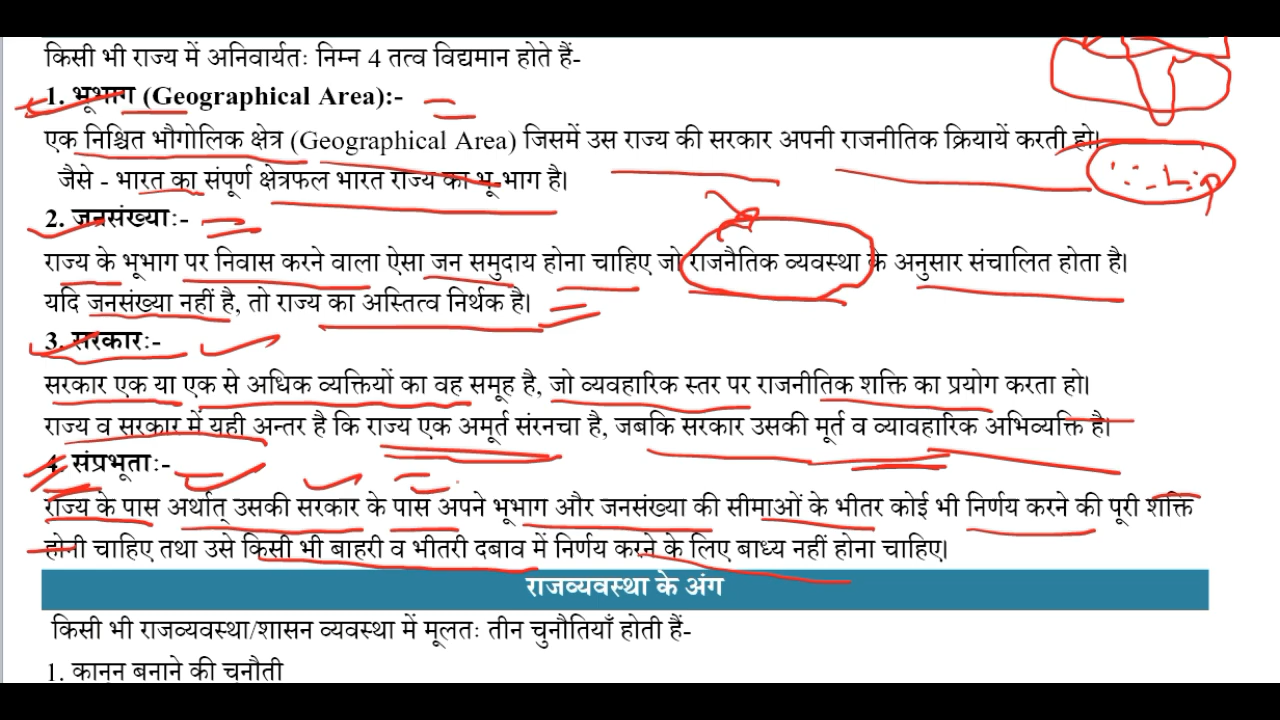 किसी भी राज्य में अनिवार्यतः निम्न 4 तत्व विद्यमान होते हैं-
1. भूभाग (Geographical Area):-
एक निश्चित भौगोलिक क्षेत्र (Geographical Area) जिसमें उस राज्य की सरकार अपनी राजनीतिक क्रियायें करती हो।
जैसे - भारत का संपूर्ण क्षेत्रफल भारत राज्य का भू-भाग है।
2. जनसंख्याः-
राज्य के भूभाग पर निवास करने वाला ऐसा जन समुदाय होना चाहिए जो राजनैतिक व्यवस्था के अनुसार संचालित होता है।
यदि जनसंख्या नहीं है, तो राज्य का अस्तित्व निर्थक है।
3. सरकारः-
सरकार एक या एक से अधिक व्यक्तियों का वह समूह है, जो व्यवहारिक स्तर पर राजनीतिक शक्ति का प्रयोग करता हो।
राज्य व सरकार में यही अन्तर है कि राज्य एक अमूर्त संरनचा है, जबकि सरकार उसकी मूर्त व व्यावहारिक अभिव्यक्ति है।
4. संप्रभुताः-
राज्य के पास अर्थात् उसकी सरकार के पास अपने भूभाग और जनसंख्या की सीमाओं के भीतर कोई भी निर्णय करने की पूरी शक्ति
होनी चाहिए तथा उसे किसी भी बाहरी व भीतरी दबाव में निर्णय करने के लिए बाध्य नहीं होना चाहिए।
राजव्यवस्था के अंग
किसी भी राजव्यवस्था/शासन व्यवस्था में मूलतः तीन चुनौतियाँ होती हैं-
1. कानून बनाने की चुनौती